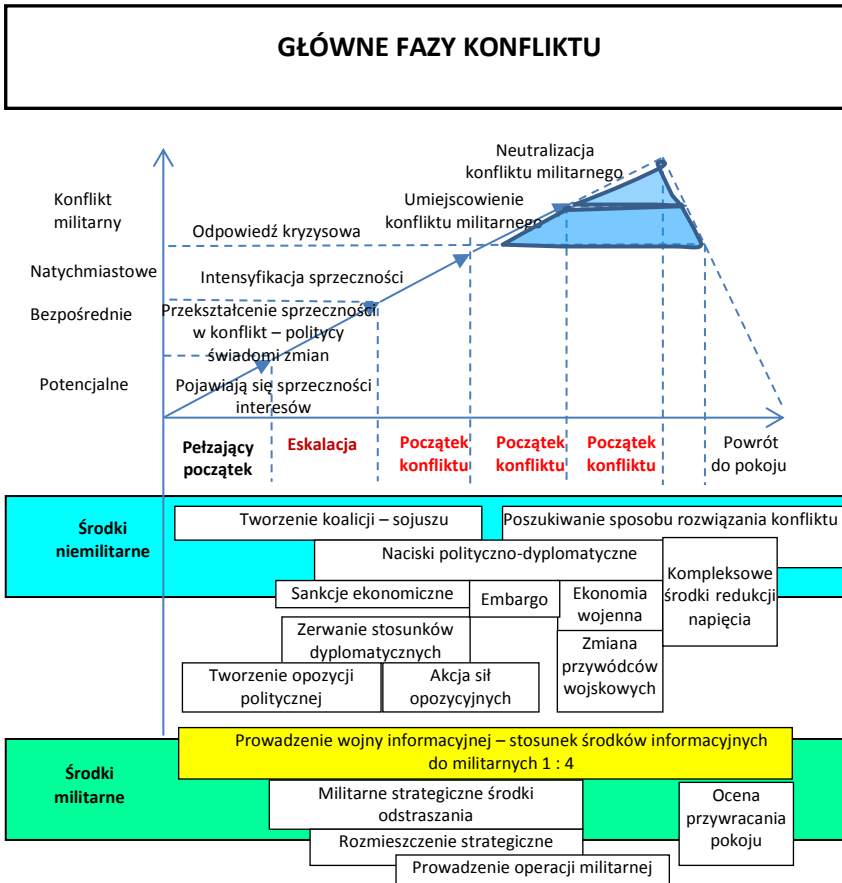 GŁÓWNE FAZY KONFLIKTU
Neutralizacja
konfliktu militarnego
Konflikt
militarny
Umiejscowienie
konfliktu militarnego
Odpowiedź kryzysowa
Natychmiastowe
Intensyfikacja sprzeczności
Bezpośrednie
Przekształcenie sprzeczności
w konflikt – politycy
świadomi zmian
Potencjalne
Pojawiają się sprzeczności
interesów
Pełzający
początek
Eskalacja
Początek
konfliktu
Początek
konfliktu
Początek
konfliktu
Powrót
do pokoju
Środki
niemilitarne
Tworzenie koalicji – sojuszu
Poszukiwanie sposobu rozwiązania konfliktu
Naciski polityczno-dyplomatyczne
Kompleksowe
środki redukcji
napięcia
Sankcje ekonomiczne
Embargo
Ekonomia
wojenna
Zerwanie stosunków
dyplomatycznych
Zmiana
przywódców
wojskowych
Tworzenie opozycji
politycznej
Akcja sił
opozycyjnych
Prowadzenie wojny informacyjnej – stosunek środków informacyjnych
do militarnych 1 : 4
Środki
militarne
Militarne strategiczne środki
odstraszania
Ocena
przywracania
pokoju
Rozmieszczenie strategiczne
Prowadzenie operacji militarnej